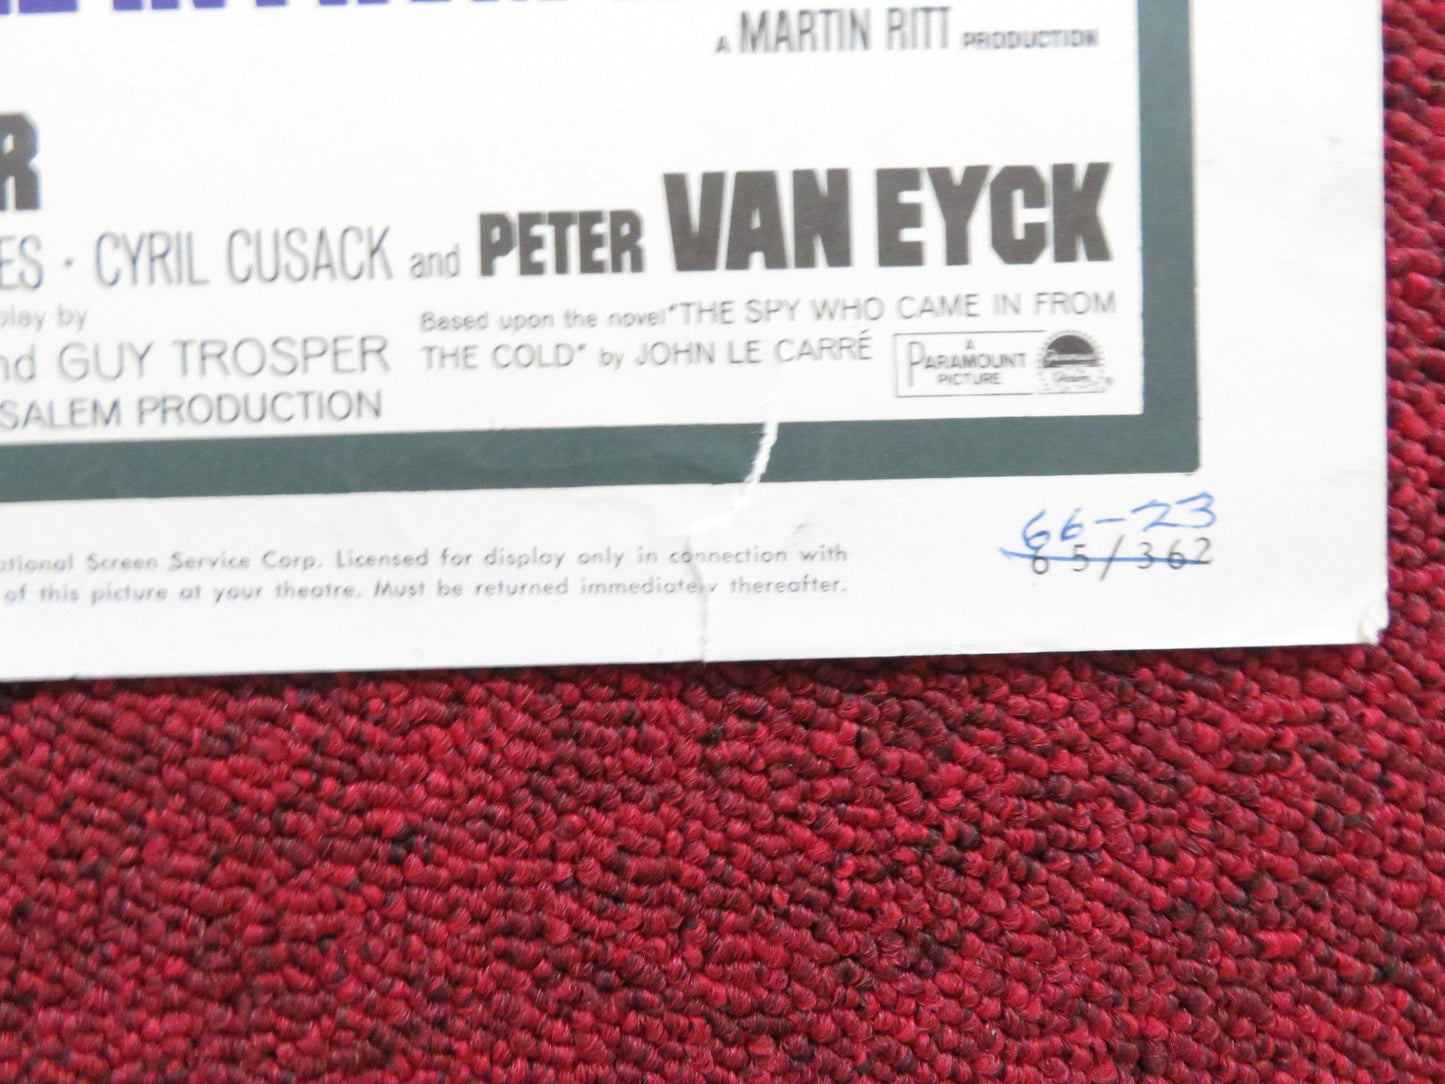 A MARTIN RITT PRODUCTION
R
ES · CYRIL CUSACK and PETER VAN EYCK
play by
nd GUY TROSPER
SALEM PRODUCTION
Based upon the novel "THE SPY WHO CAME IN FROM
THE COLD" by JOHN LE CARRÉ
A
PARAMOUNT
PICTURE
66-23
65/362
ational Screen Service Corp. Licensed for display only in connection with
of this picture at your theatre. Must be returned immediately thereafter.